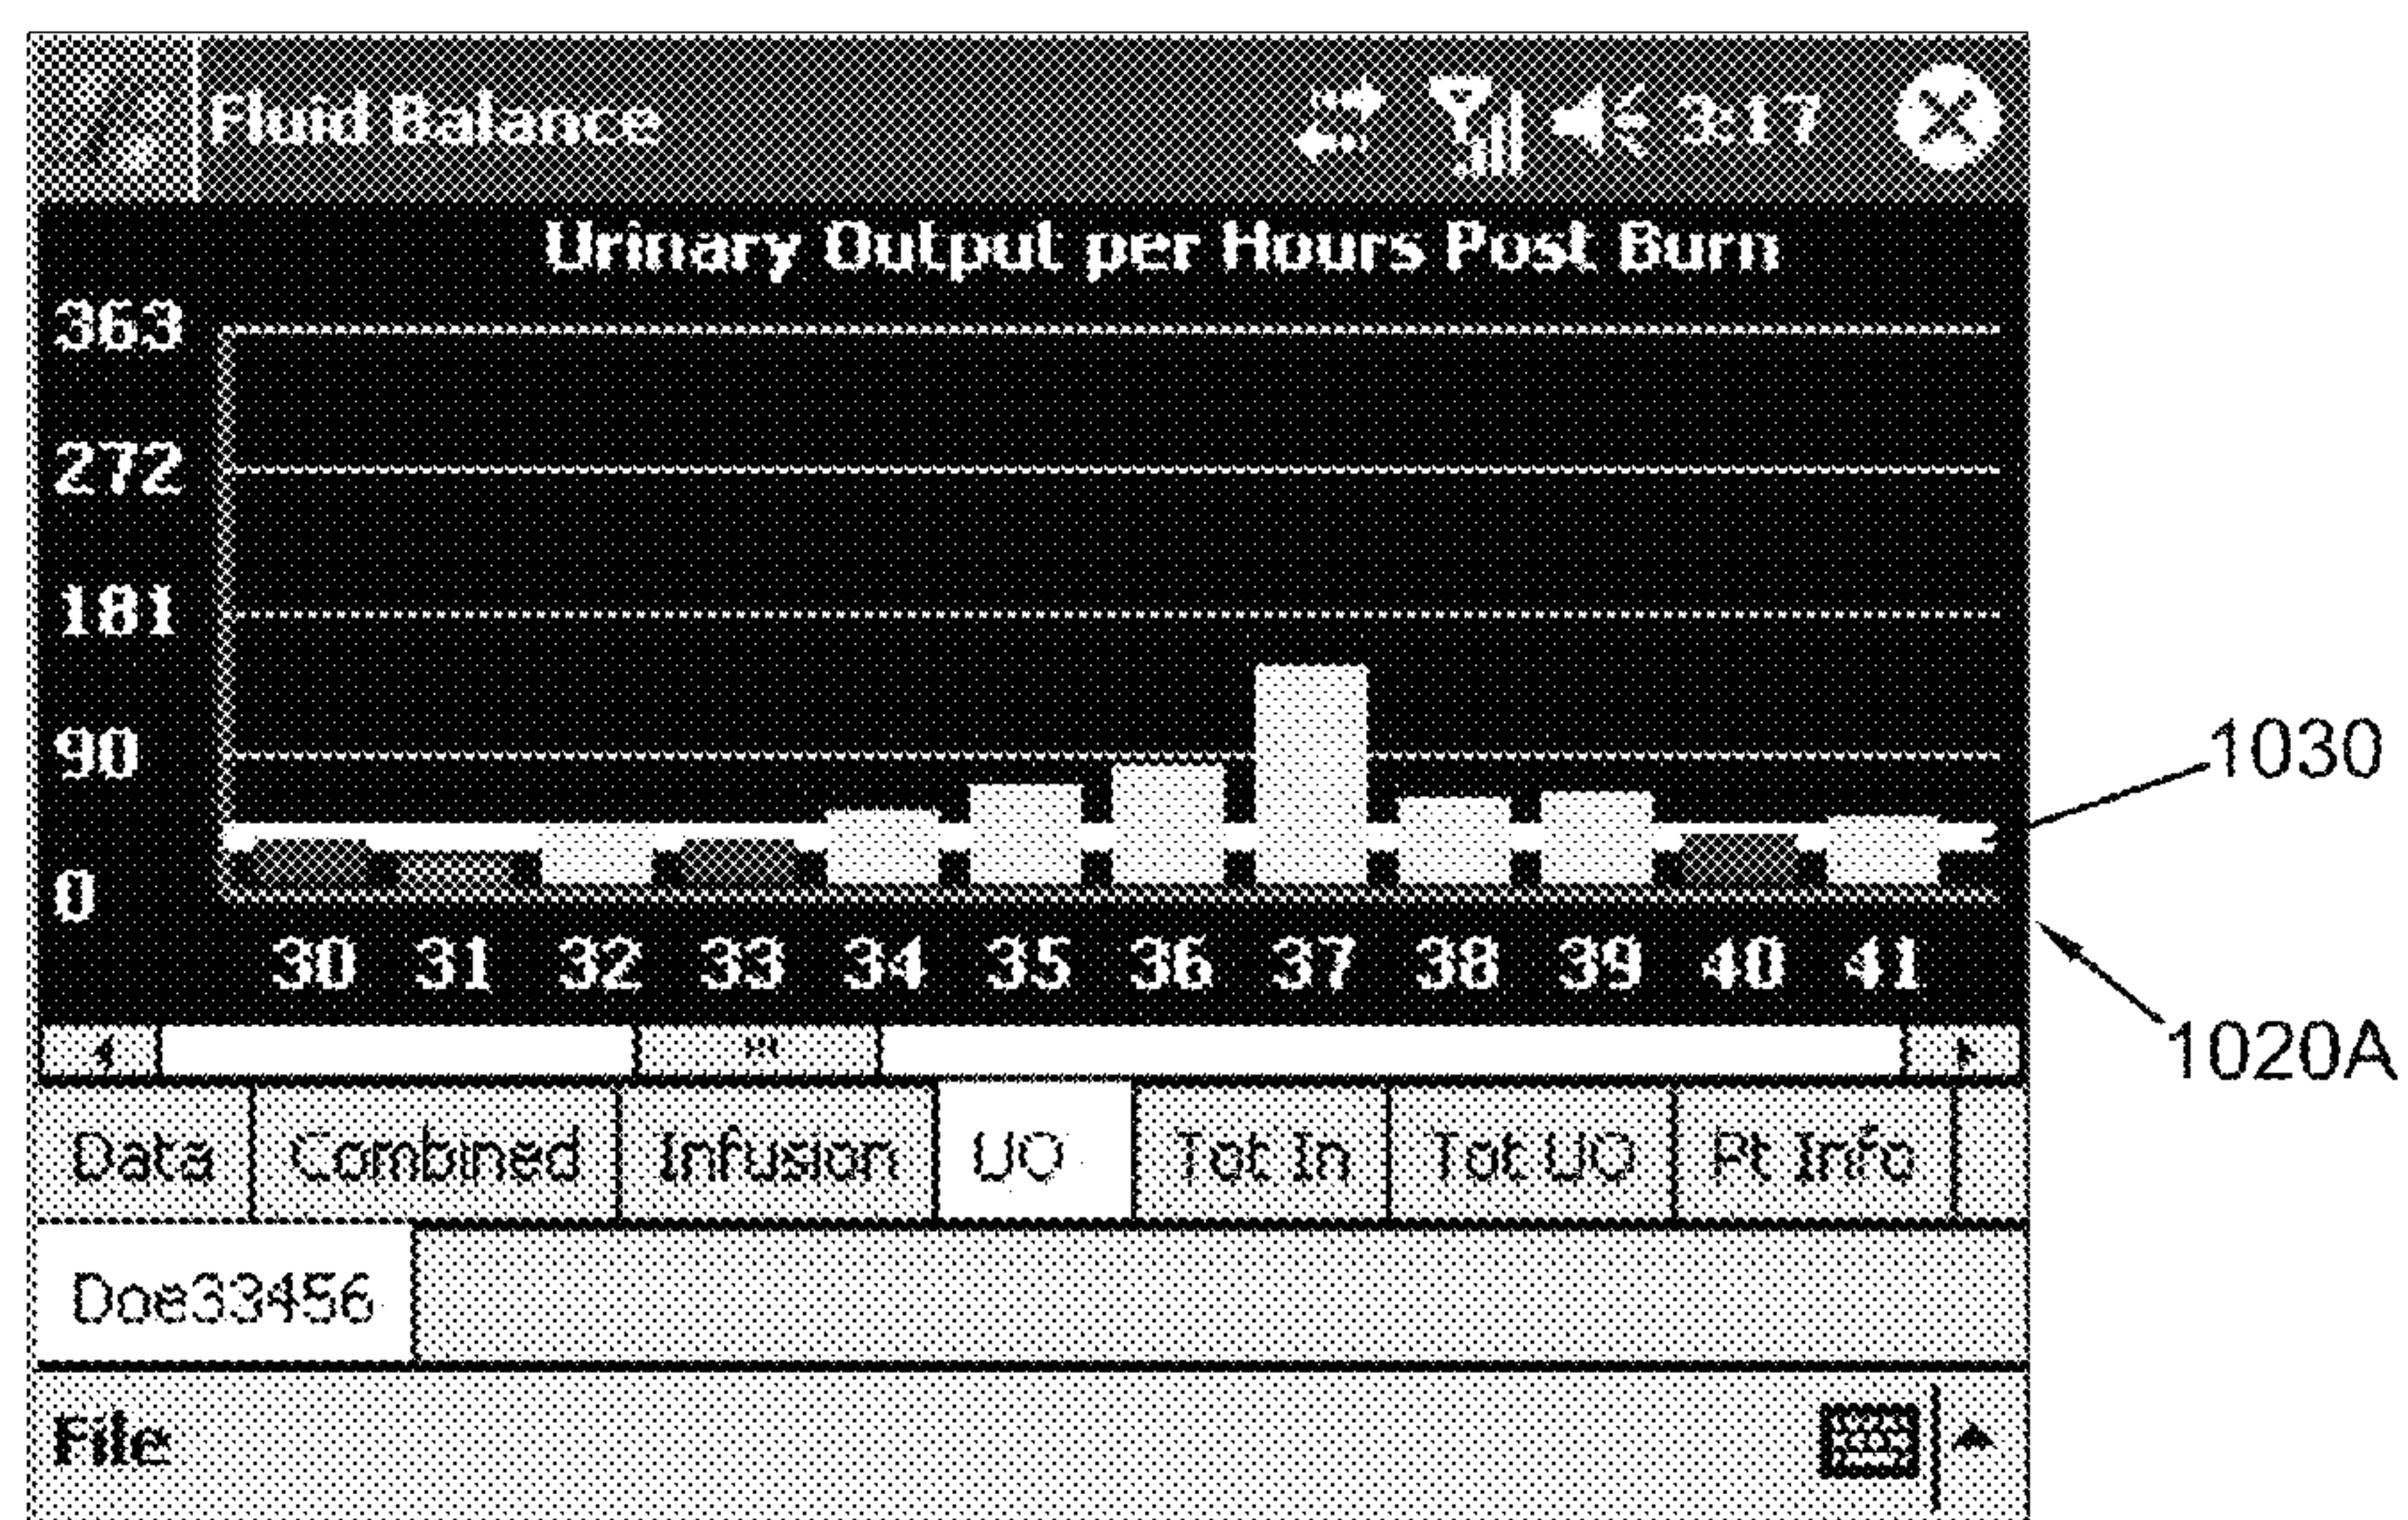 Fluid Balance 3:17
Urinary Output per Hours Post Burn
363
272
181
90
0
30 31 32 33 34 35 36 37 38 39 40 41
1030
1020A
Data Combined Infusion UO Tot In Tot UO Pt Info
Doe33456
File